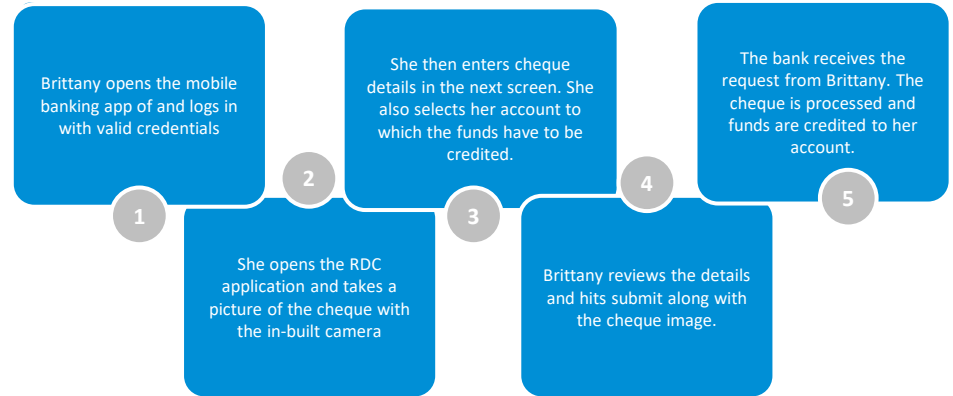 Brittany opens the mobile
banking app of and logs in
with valid credentials
1
2
She opens the RDC
application and takes a
picture of the cheque with
the in-built camera
She then enters cheque
details in the next screen. She
also selects her account to
which the funds have to be
credited.
3
4
Brittany reviews the details
and hits submit along with
the cheque image.
The bank receives the
request from Brittany. The
cheque is processed and
funds are credited to her
account.
5